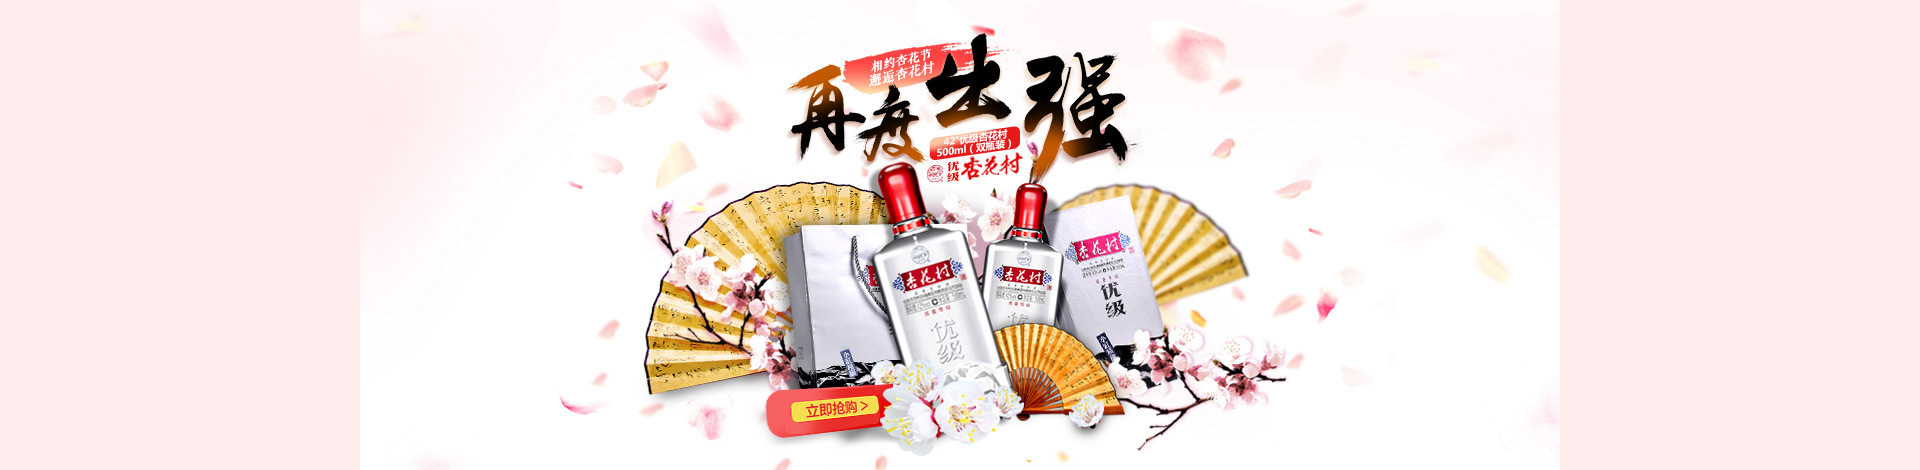 相约杏花节
邂逅杏花村
再度出强
42°优级杏花村
500ml（双瓶装）
优级
杏花村
杏花村
优级
杏花村
杏花村
优级
立即抢购 >